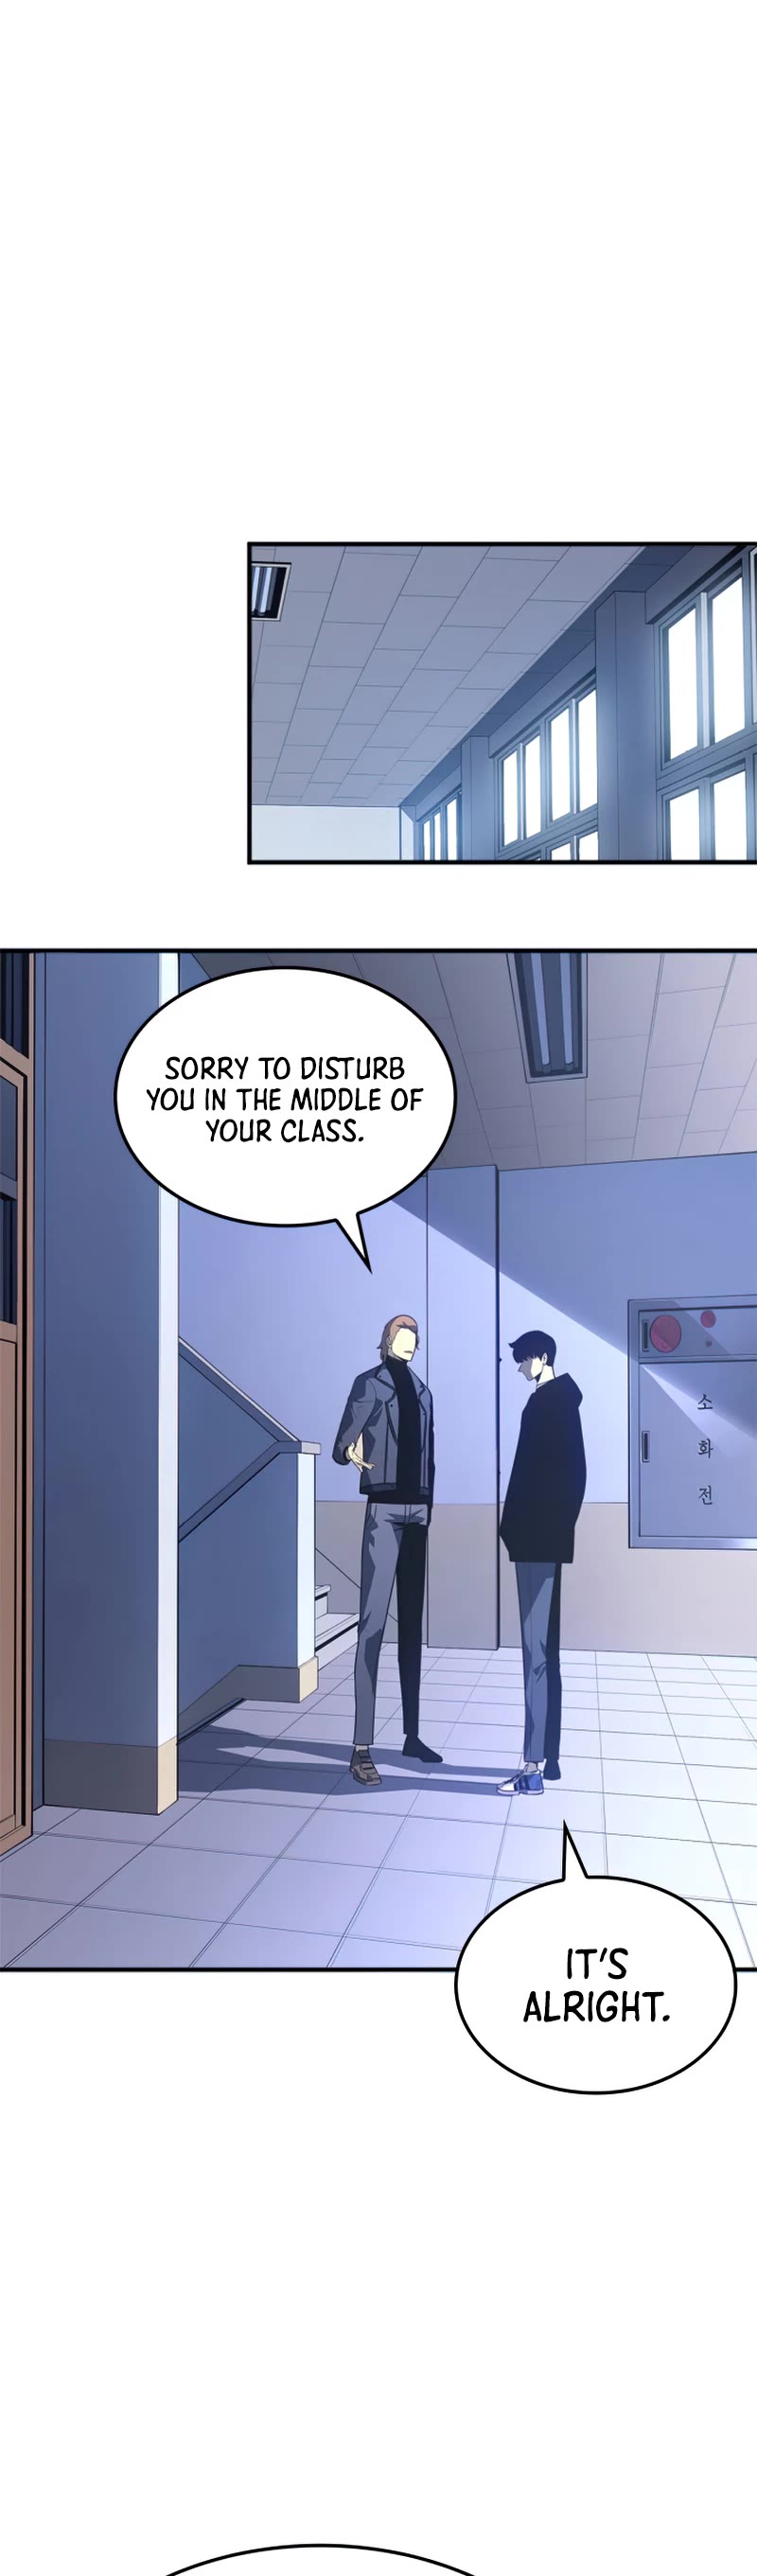 SORRY TO DISTURB
YOU IN THE MIDDLE OF
YOUR CLASS.
소
화
전
IT'S
ALRIGHT.